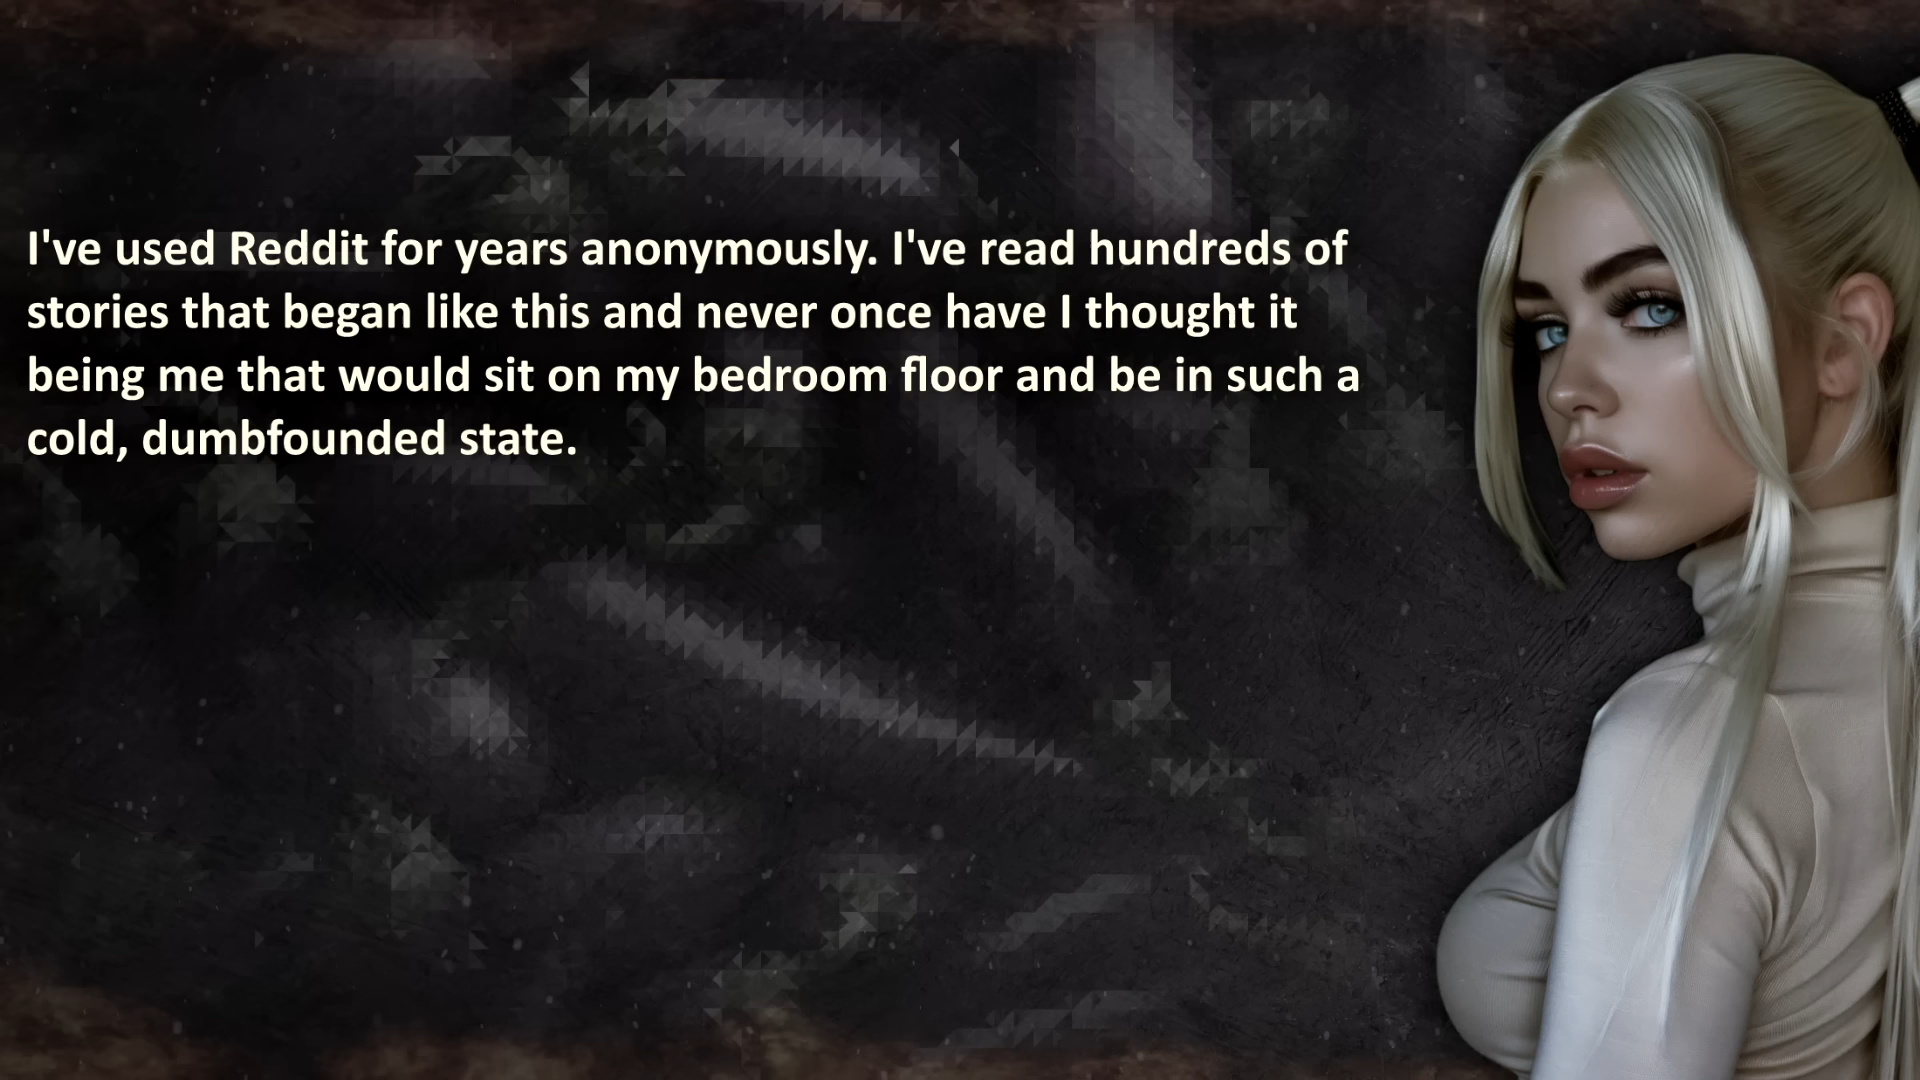 I've used Reddit for years anonymously. I've read hundreds of
stories that began like this and never once have I thought it
being me that would sit on my bedroom floor and be in such a
cold, dumbfounded state.